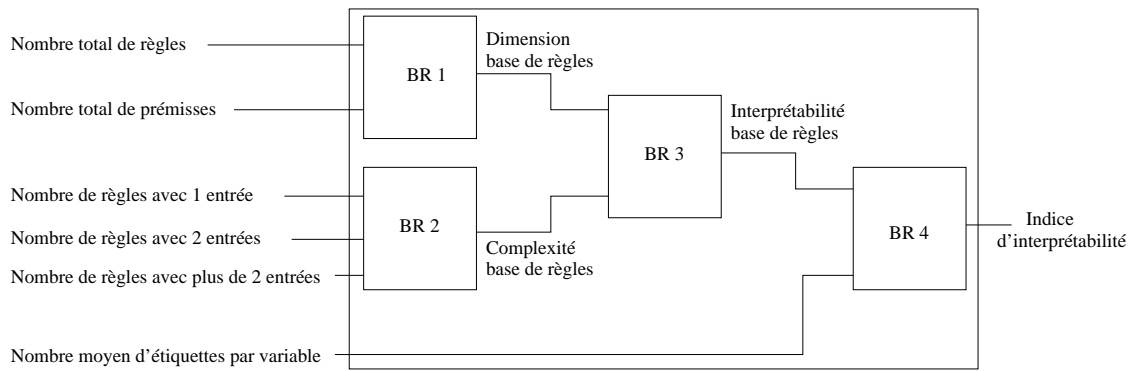 Nombre total de règles
Nombre total de prémisses
BR 1
Dimension
base de règles
Nombre de règles avec 1 entrée
Nombre de règles avec 2 entrées
Nombre de règles avec plus de 2 entrées
BR 2
Complexité
base de règles
BR 3
Interprétabilité
base de règles
Nombre moyen d’étiquettes par variable
BR 4
Indice
d’interprétabilité